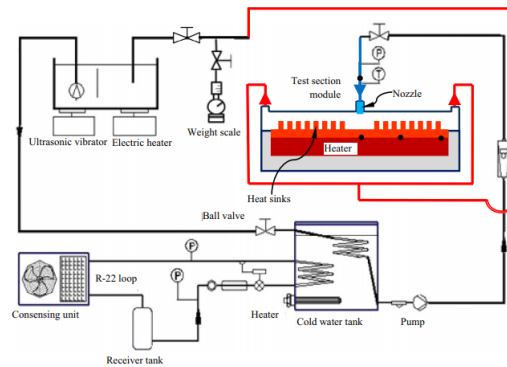 P
T
Test section
module
Nozzle
Ultrasonic vibrator
Electric heater
Weight scale
Heater
Heat sinks
Ball valve
P
R-22 loop
P
Consensing unit
Heater
Cold water tank
Pump
Receiver tank